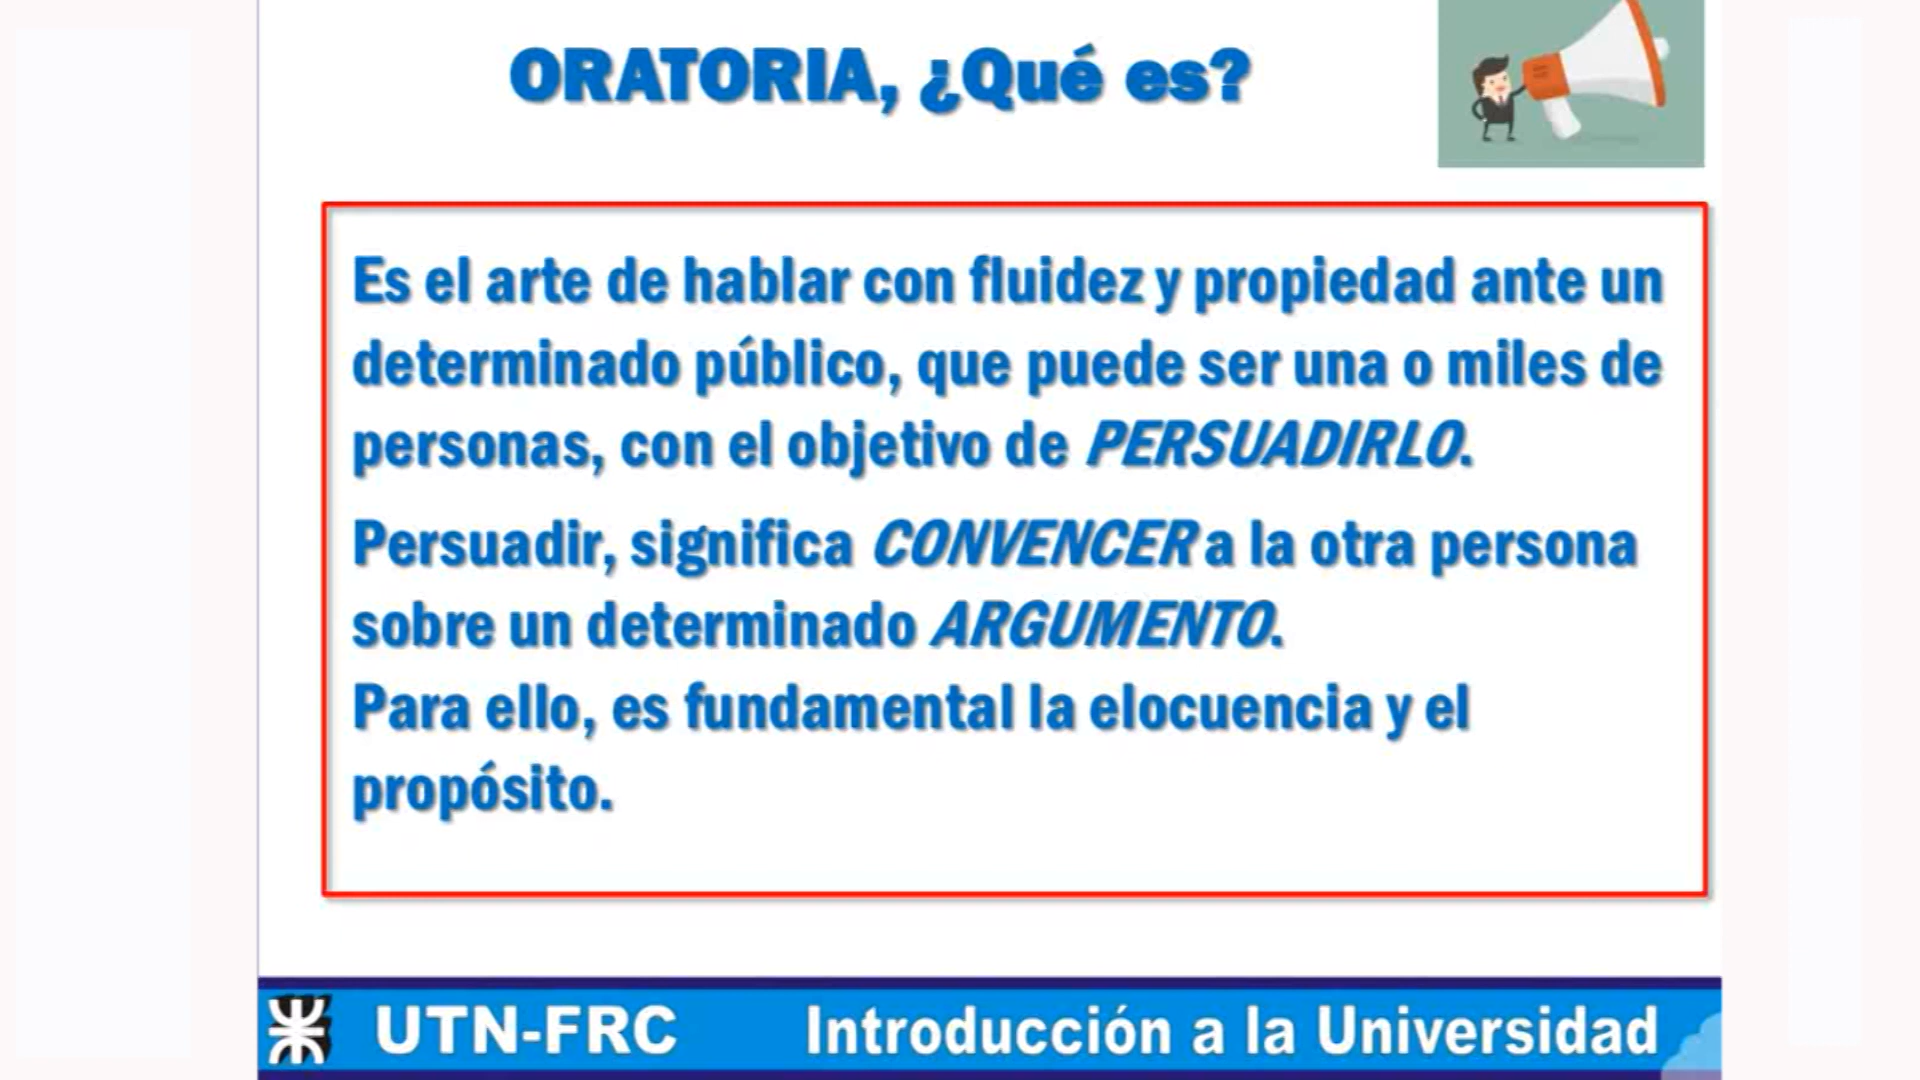 ORATORIA, ¿Qué es?
Es el arte de hablar con fluidez y propiedad ante un
determinado público, que puede ser una o miles de
personas, con el objetivo de PERSUADIRLO.
Persuadir, significa CONVENCER a la otra persona
sobre un determinado ARGUMENTO.
Para ello, es fundamental la elocuencia y el
propósito.
UTN-FRC Introducción a la Universidad